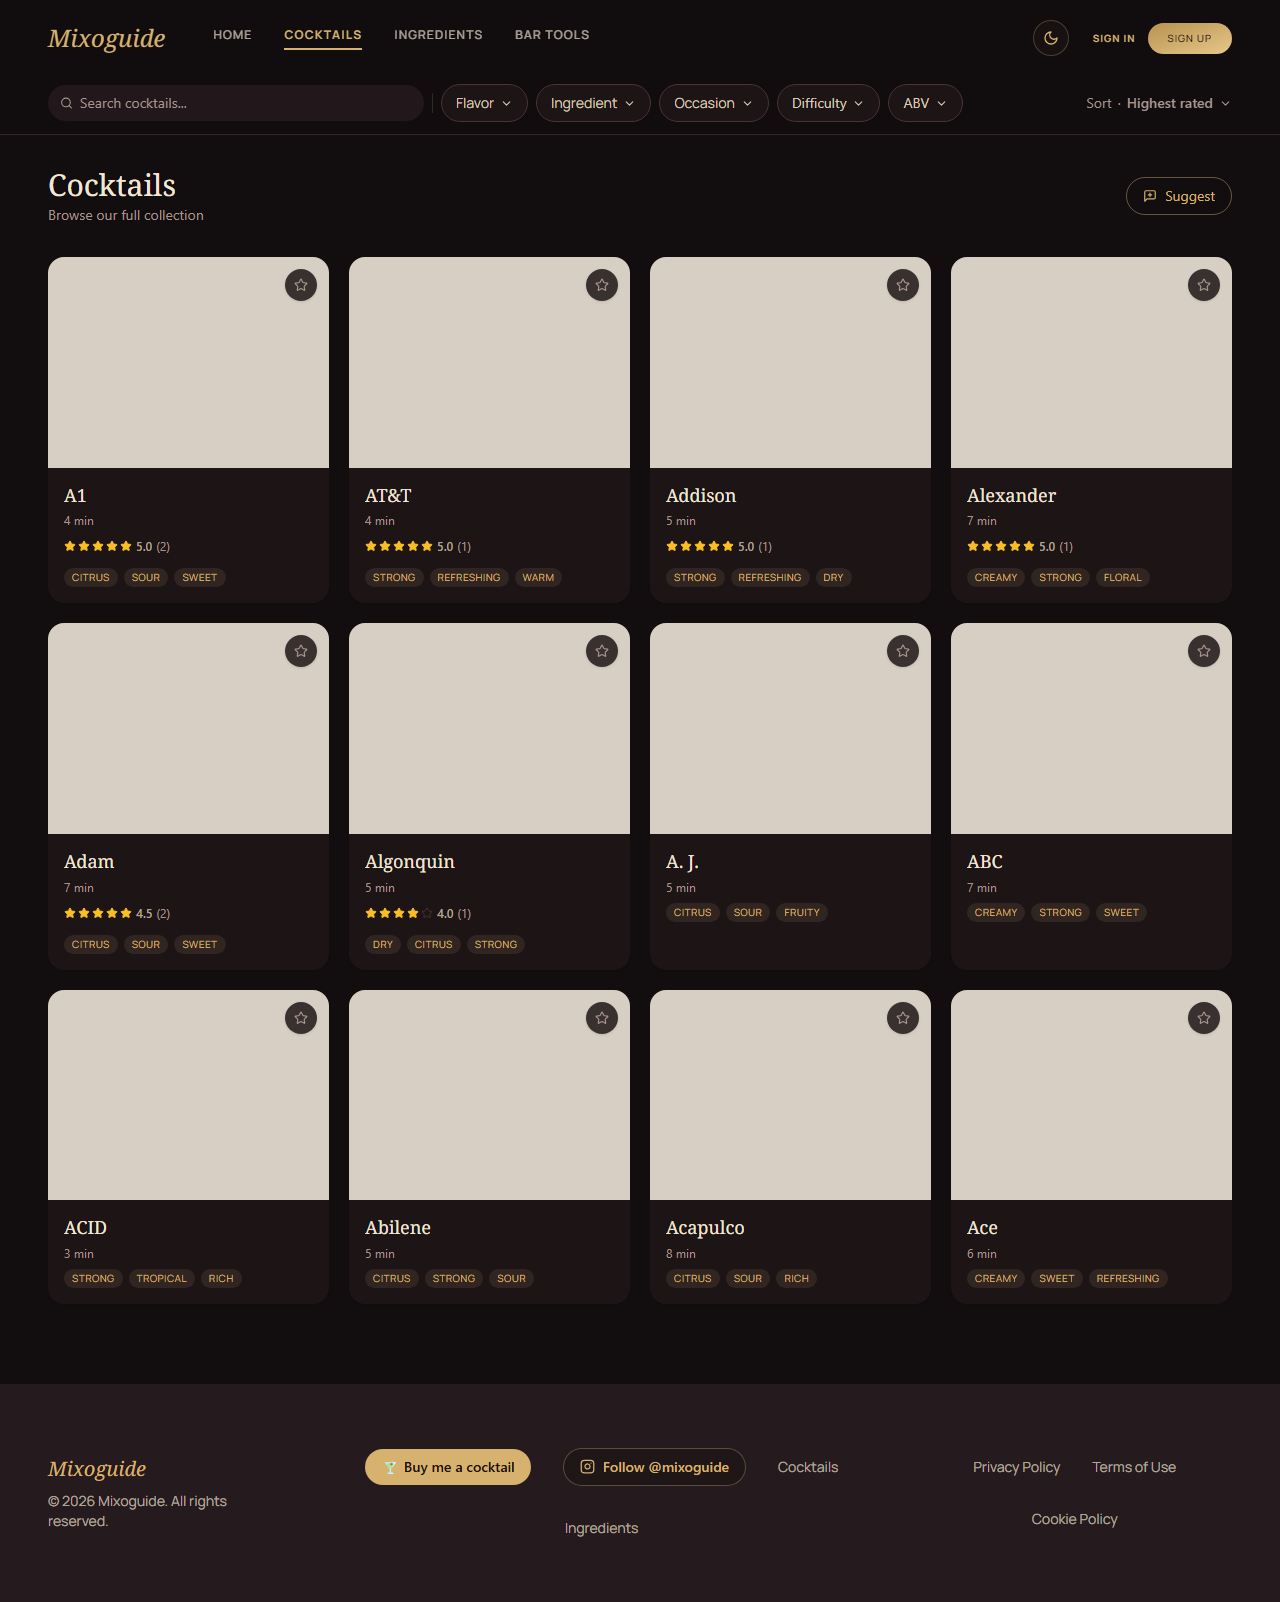 Mixoguide
HOME
COCKTAILS
INGREDIENTS
BAR TOOLS
SIGN IN
SIGN UP
Search cocktails...
Flavor
Ingredient
Occasion
Difficulty
ABV
Sort · Highest rated
Cocktails
Browse our full collection
Suggest
A1
4 min
5.0 (2)
CITRUS SOUR SWEET
AT&T
4 min
5.0 (1)
STRONG REFRESHING WARM
Addison
5 min
5.0 (1)
STRONG REFRESHING DRY
Alexander
7 min
5.0 (1)
CREAMY STRONG FLORAL
Adam
7 min
4.5 (2)
CITRUS SOUR SWEET
Algonquin
5 min
4.0 (1)
DRY CITRUS STRONG
A. J.
5 min
CITRUS SOUR FRUITY
ABC
7 min
CREAMY STRONG SWEET
ACID
3 min
STRONG TROPICAL RICH
Abilene
5 min
CITRUS STRONG SOUR
Acapulco
8 min
CITRUS SOUR RICH
Ace
6 min
CREAMY SWEET REFRESHING
Mixoguide
© 2026 Mixoguide. All rights
reserved.
Buy me a cocktail
Follow @mixoguide
Cocktails
Ingredients
Privacy Policy
Terms of Use
Cookie Policy